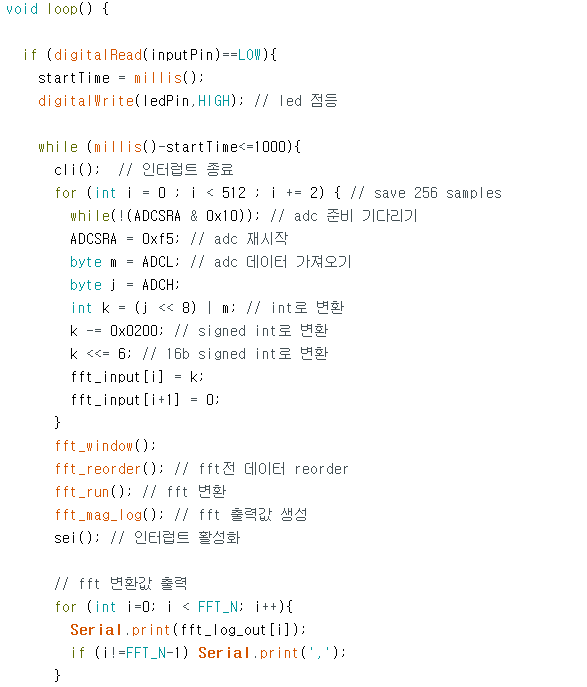 void loop() {
if (digitalRead(inputPin)==LOW){
startTime = millis();
digitalWrite(ledPin,HIGH); // led 점등
while (millis()-startTime<=1000){
cli();  // 인터럽트 종료
for (int i = 0 ; i < 512 ; i += 2) { // save 256 samples
while(!(ADCSRA & 0x10)); // adc 준비 기다리기
ADCSRA = 0xf5; // adc 재시작
byte m = ADCL; // adc 데이터 가져오기
byte j = ADCH;
int k = (j << 8) | m; // int로 변환
k -= 0x0200; // signed int로 변환
k <<= 6; // 16b signed int로 변환
fft_input[i] = k;
fft_input[i+1] = 0;
}
fft_window();
fft_reorder(); // fft전 데이터 reorder
fft_run(); // fft 변환
fft_mag_log(); // fft 출력값 생성
sei(); // 인터럽트 활성화
// fft 변환값 출력
for (int i=0; i < FFT_N; i++){
Serial.print(fft_log_out[i]);
if (i!=FFT_N-1) Serial.print(',');
}